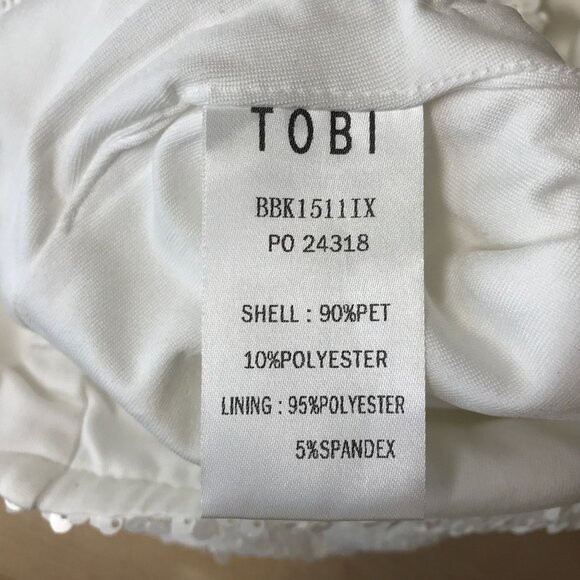 TOBI
BBK1511IX
PO 24318
SHELL : 90%PET
10%POLYESTER
LINING : 95%POLYESTER
5%SPANDEX